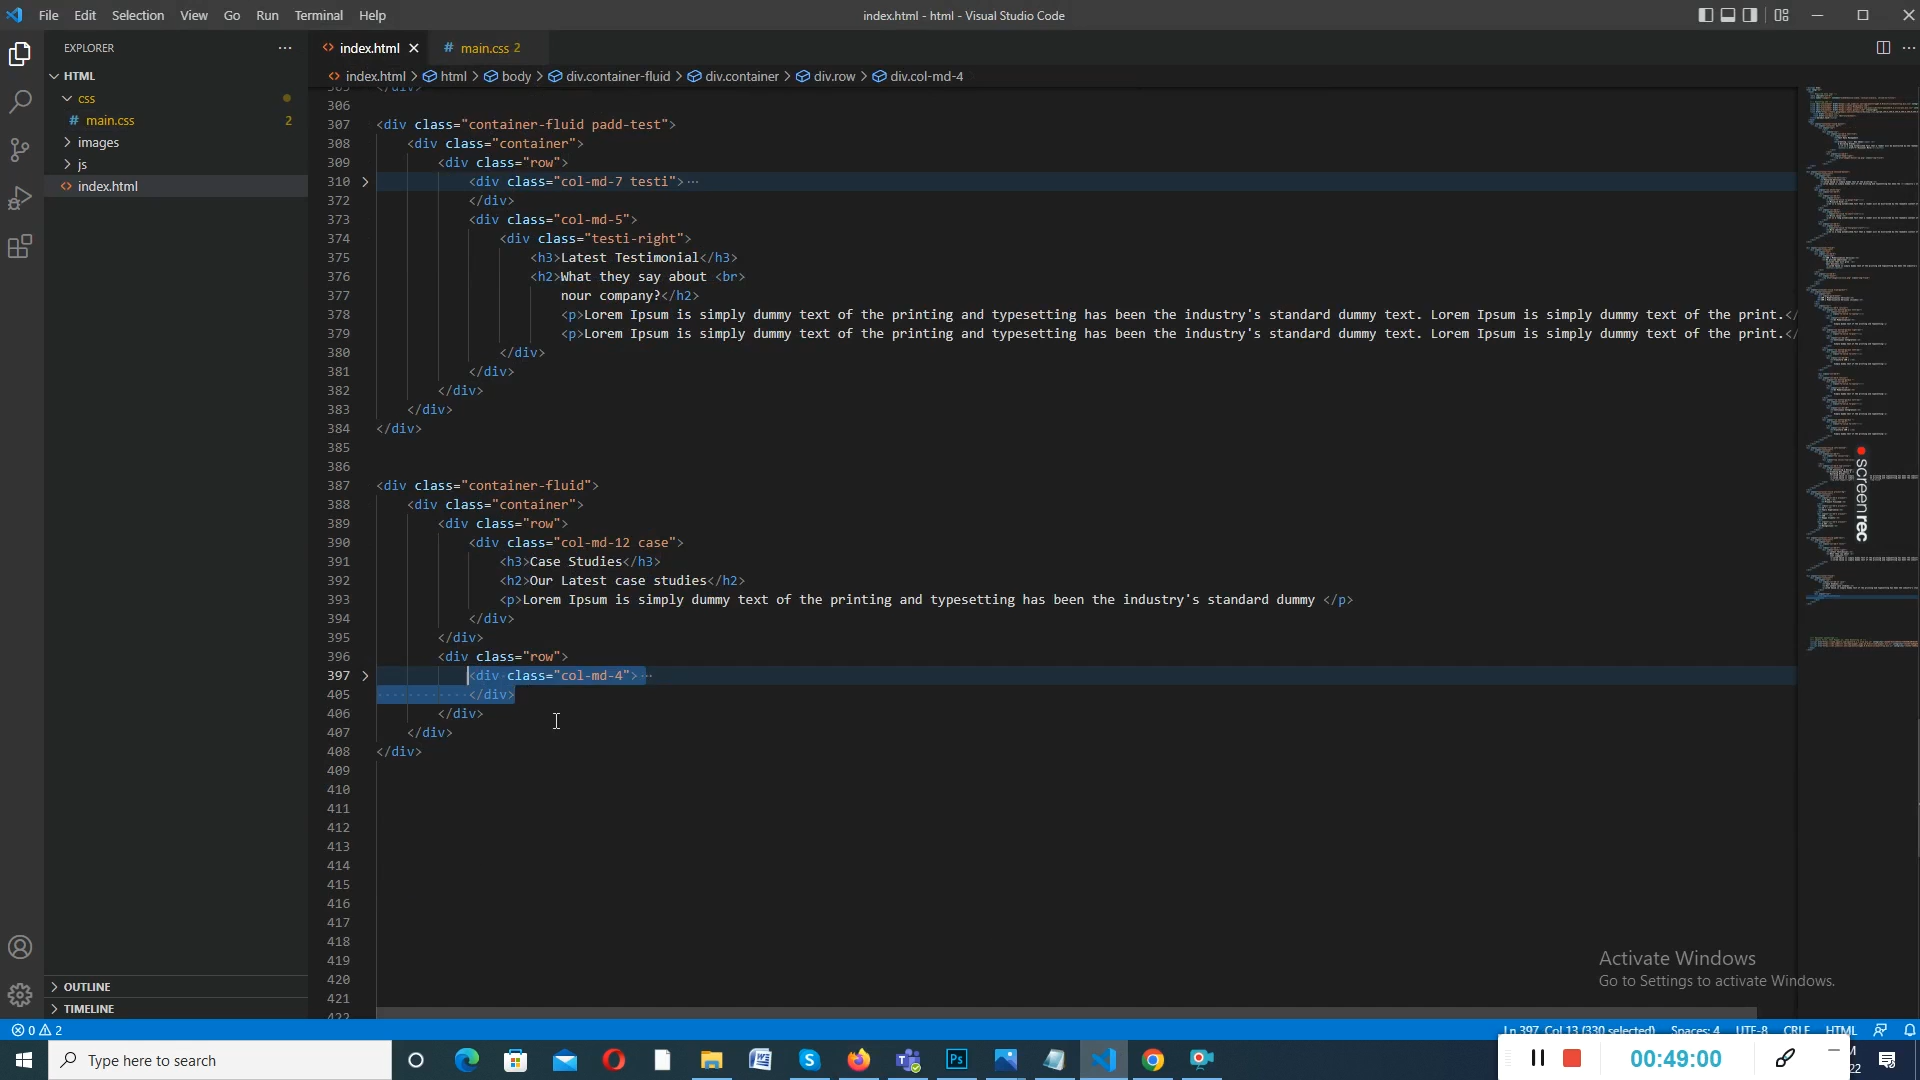 File Edit Selection View Go Run Terminal Help
index.html - html - Visual Studio Code
EXPLORER
HTML
css
# main.css 2
images
js
<> index.html
OUTLINE
TIMELINE
<> index.html # main.css 2
<> index.html > html > body > div.container-fluid > div.container > div.row > div.col-md-4
305 </div>
306
307 <div class="container-fluid padd-test">
308 <div class="container">
309 <div class="row">
310 <div class="col-md-7 testi">...
372 </div>
373 <div class="col-md-5">
374 <div class="testi-right">
375 <h3>Latest Testimonial</h3>
376 <h2>What they say about <br>
377 nour company?</h2>
378 <p>Lorem Ipsum is simply dummy text of the printing and typesetting has been the industry's standard dummy text. Lorem Ipsum is simply dummy text of the print.</
379 <p>Lorem Ipsum is simply dummy text of the printing and typesetting has been the industry's standard dummy text. Lorem Ipsum is simply dummy text of the print.</
380 </div>
381 </div>
382 </div>
383 </div>
384 </div>
385
386
387 <div class="container-fluid">
388 <div class="container">
389 <div class="row">
390 <div class="col-md-12 case">
391 <h3>Case Studies</h3>
392 <h2>Our Latest case studies</h2>
393 <p>Lorem Ipsum is simply dummy text of the printing and typesetting has been the industry's standard dummy </p>
394 </div>
395 </div>
396 <div class="row">
397 <div class="col-md-4">...
405 </div>
406 </div>
407 </div>
408 </div>
409
410
411
412
413
414
415
416
417
418
419
420
421
422
screenrec
Activate Windows
Go to Settings to activate Windows.
0 2
Ln 397, Col 13 (330 selected) Spaces: 4 UTF-8 CRLF HTML
Type here to search
00:49:00